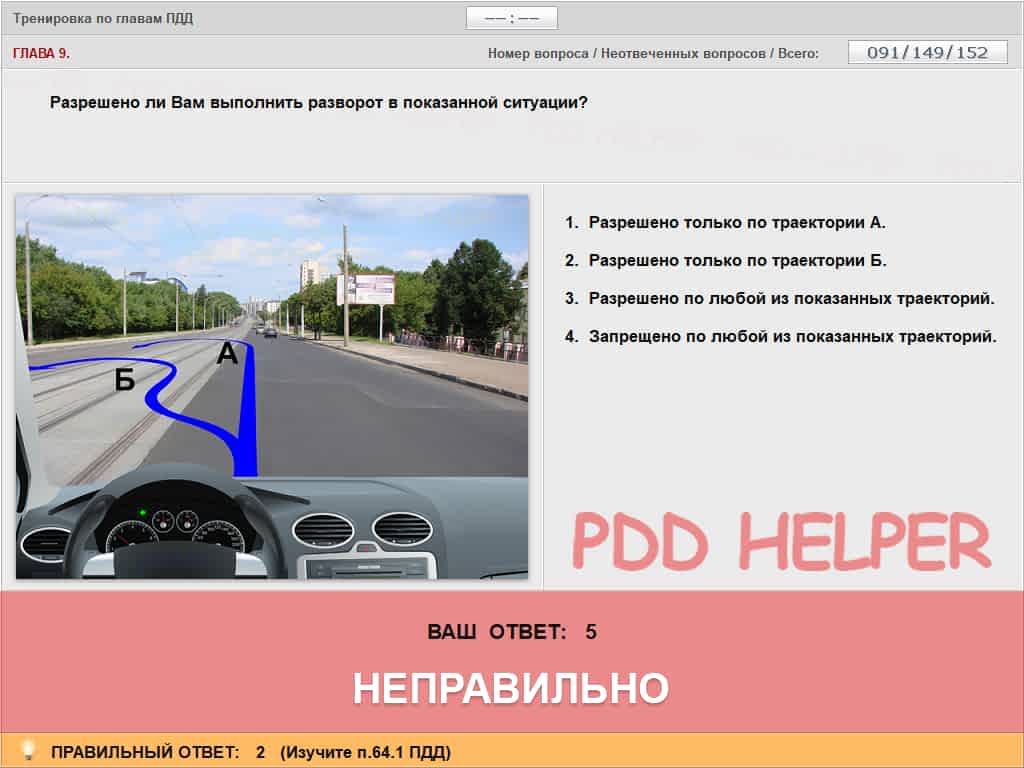 Тренировка по главам ПДД
–– : ––
ГЛАВА 9.
Номер вопроса / Неотвеченных вопросов / Всего:
091/149/152
Разрешено ли Вам выполнить разворот в показанной ситуации?
А
Б
1. Разрешено только по траектории А.
2. Разрешено только по траектории Б.
3. Разрешено по любой из показанных траекторий.
4. Запрещено по любой из показанных траекторий.
PDD HELPER
ВАШ ОТВЕТ: 5
НЕПРАВИЛЬНО
ПРАВИЛЬНЫЙ ОТВЕТ: 2 (Изучите п.64.1 ПДД)